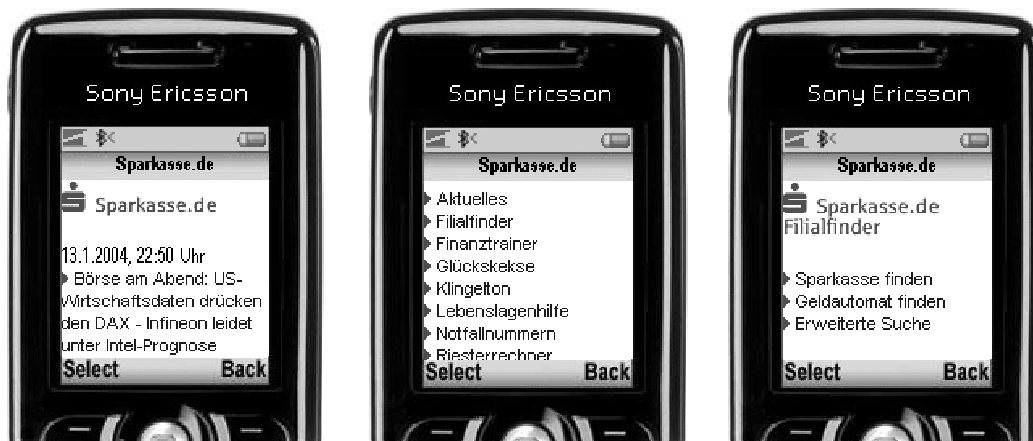 Sony Ericsson
Sparkasse.de
Sparkasse.de
13.1.2004, 22:50 Uhr
Börse am Abend: US-
Wirtschaftsdaten drücken
den DAX - Infineon leidet
unter Intel-Prognose
Select Back
Sony Ericsson
Sparkasse.de
Aktuelles
Filialfinder
Finanztrainer
Glückskekse
Klingelton
Lebenslagenhilfe
Notfallnummern
Riesterrechner
Select Back
Sony Ericsson
Sparkasse.de
Sparkasse.de
Filialfinder
Sparkasse finden
Geldautomat finden
Erweiterte Suche
Select Back